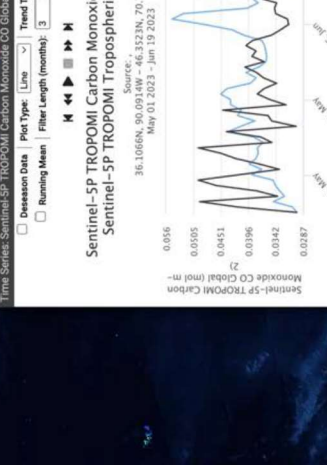 Time Series: Sentinel-5P TROPOMI Carbon Monoxide CO Globa
Deseason Data Plot Type: Line Trend T
Running Mean Filter Length (months): 3
Sentinel-5P TROPOMI Carbon Monoxi
Sentinel-5P TROPOMI Tropospheri
Source: ,
36.1066N, 90.0914W - 46.3523N, 70.
May 01 2023 - Jun 19 2023
Sentinel-5P TROPOMI Carbon
Monoxide CO Global (mol m-
2)
0.056
0.0505
0.0451
0.0396
0.0342
0.0287
May
May
Jun